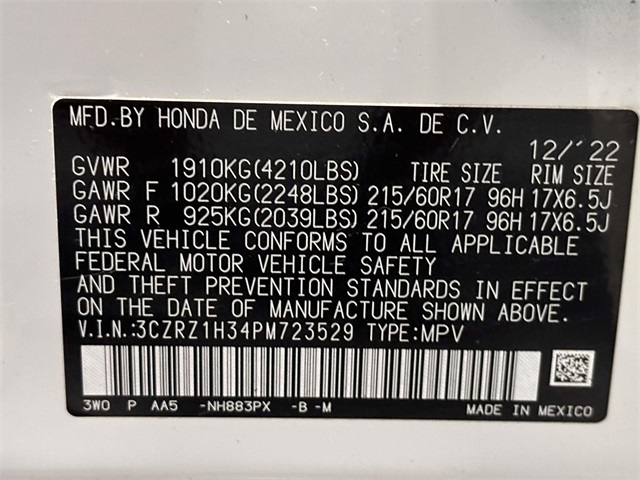 MFD.BY HONDA DE MEXICO S.A. DE C.V.
12/'22
GVWR 1910KG(4210LBS) TIRE SIZE RIM SIZE
GAWR F 1020KG(2248LBS) 215/60R17 96H 17X6.5J
GAWR R 925KG(2039LBS) 215/60R17 96H 17X6.5J
THIS VEHICLE CONFORMS TO ALL APPLICABLE
FEDERAL MOTOR VEHICLE SAFETY
AND THEFT PREVENTION STANDARDS IN EFFECT
ON THE DATE OF MANUFACTURE SHOWN ABOVE.
V.I.N.:3CZRZ1H34PM723529 TYPE:MPV
3W0 P AA5 -NH883PX -B -M MADE IN MEXICO